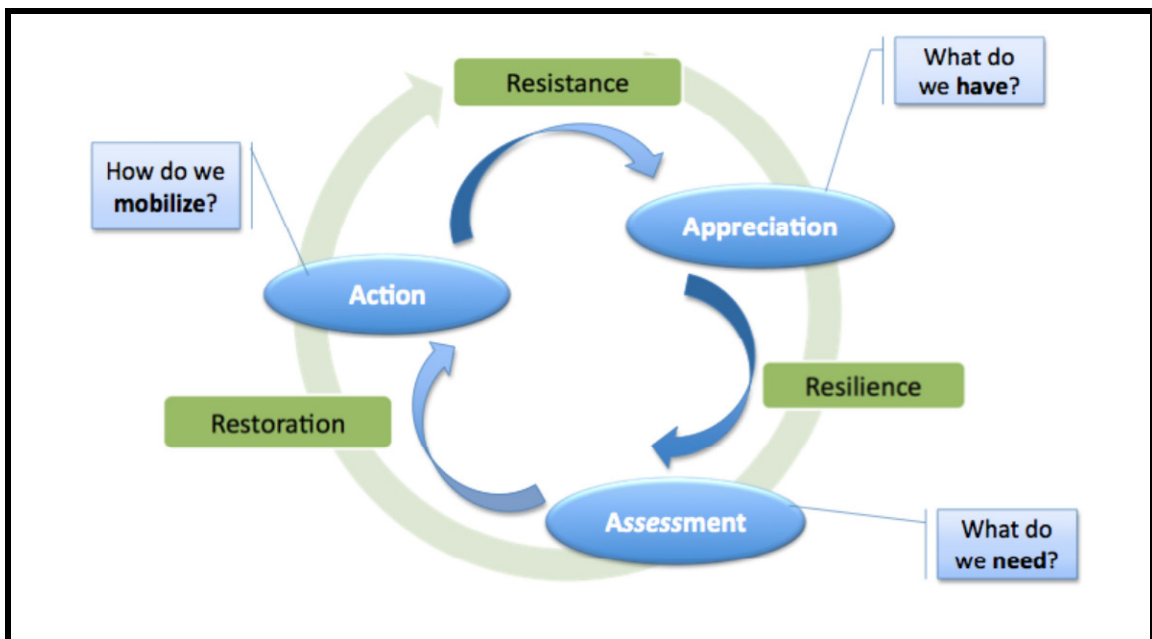 Resistance
What do
we have?
How do we
mobilize?
Appreciation
Action
Resilience
Restoration
Assessment
What do
we need?